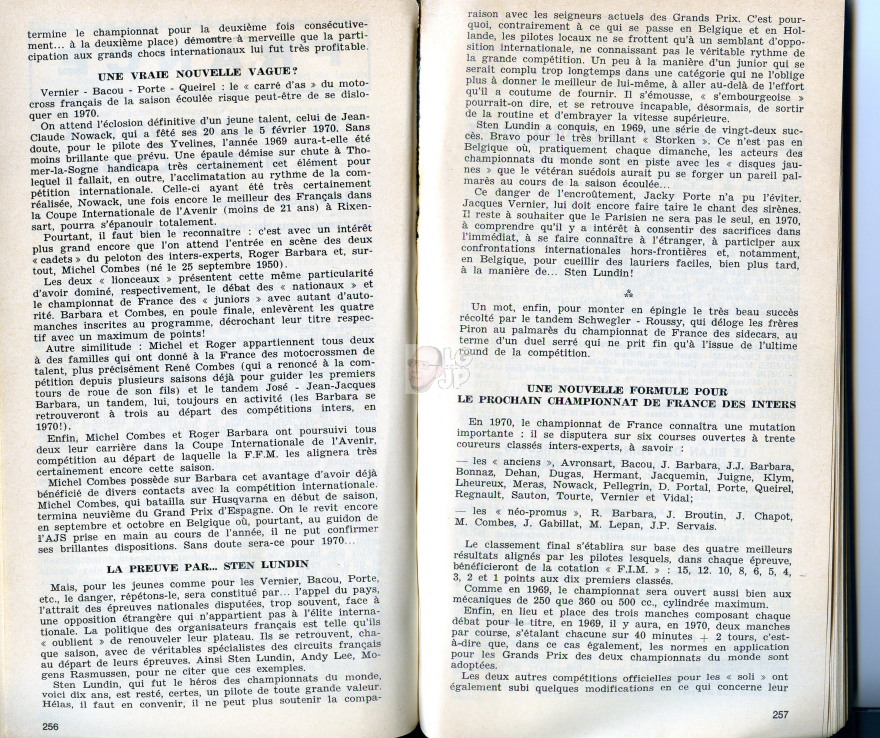 termine le championnat pour la deuxième fois consécutive-
ment... à la deuxième place) démontre à merveille que la parti-
cipation aux grands chocs internationaux lui fut très profitable.
UNE VRAIE NOUVELLE VAGUE?
Vernier - Bacou - Porte - Queirel : le « carré d'as » du moto-
cross français de la saison écoulée risque peut-être de se dislo-
quer en 1970.
On attend l'éclosion définitive d'un jeune talent, celui de Jean-
Claude Nowack, qui a fêté ses 20 ans le 5 février 1970. Sans
doute, pour le pilote des Yvelines, l'année 1969 aura-t-elle été
moins brillante que prévu. Une épaule démise sur chute à Tho-
mer-la-Sogne handicapa très certainement cet élément pour
lequel il fallait, en outre, l'acclimatation au rythme de la com-
pétition internationale. Celle-ci ayant été très certainement
réalisée, Nowack, une fois encore le meilleur des Français dans
la Coupe Internationale de l'Avenir (moins de 21 ans) à Rixen-
sart, pourra s'épanouir totalement.
Pourtant, il faut bien le reconnaître : c'est avec un intérêt
plus grand encore que l'on attend l'entrée en scène des deux
« cadets » du peloton des inters-experts, Roger Barbara et, sur-
tout, Michel Combes (né le 25 septembre 1950).
Les deux « lionceaux » présentent cette même particularité
d'avoir dominé, respectivement, le débat des « nationaux » et
le championnat de France des « juniors » avec autant d'auto-
rité. Barbara et Combes, en poule finale, enlevèrent les quatre
manches inscrites au programme, décrochant leur titre respec-
tif avec un maximum de points!
Autre similitude : Michel et Roger appartiennent tous deux
à des familles qui ont donné à la France des motocrossmen de
talent, plus précisément René Combes (qui a renoncé à la com-
pétition depuis plusieurs saisons déjà pour guider les premiers
tours de roue de son fils) et le tandem José - Jean-Jacques
Barbara, un tandem, lui, toujours en activité (les Barbara se
retrouveront à trois au départ des compétitions inters, en
1970!).
Enfin, Michel Combes et Roger Barbara ont poursuivi tous
deux leur carrière dans la Coupe Internationale de l'Avenir,
compétition au départ de laquelle la F.F.M. les alignera très
certainement encore cette saison.
Michel Combes possède sur Barbara cet avantage d'avoir déjà
bénéficié de divers contacts avec la compétition internationale.
Michel Combes, qui batailla sur Husqvarna en début de saison,
termina neuvième du Grand Prix d'Espagne. On le revit encore
en septembre et octobre en Belgique où, pourtant, au guidon de
l'AJS prise en main au cours de l'année, il ne put confirmer
ses brillantes dispositions. Sans doute sera-ce pour 1970...
LA PREUVE PAR... STEN LUNDIN
Mais, pour les jeunes comme pour les Vernier, Bacou, Porte,
etc., le danger, répétons-le, sera constitué par... l'appel du pays,
l'attrait des épreuves nationales disputées, trop souvent, face à
une opposition étrangère qui n'appartient pas à l'élite interna-
tionale. La politique des organisateurs français est telle qu'ils
« oublient » de renouveler leur plateau. Ils se retrouvent, cha-
que saison, avec de véritables spécialistes des circuits français
au départ de leurs épreuves. Ainsi Sten Lundin, Andy Lee, Mo-
gens Rasmussen, pour ne citer que ces exemples.
Sten Lundin, qui fut le héros des championnats du monde,
voici dix ans, est resté, certes, un pilote de toute grande valeur.
Hélas, il faut en convenir, il ne peut plus soutenir la compa-
256
raison avec les seigneurs actuels des Grands Prix. C'est pour-
quoi, contrairement à ce qui se passe en Belgique et en Hol-
lande, les pilotes locaux ne se frottent qu'à un semblant d'oppo-
sition internationale, ne connaissant pas le véritable rythme de
la grande compétition. Un peu à la manière d'un junior qui se
serait complu trop longtemps dans une catégorie qui ne l'oblige
plus à donner le meilleur de lui-même, à aller au-delà de l'effort
qu'il a coutume de fournir. Il s'émousse, « s'embourgeoise »
pourrait-on dire, et se retrouve incapable, désormais, de sortir
de la routine et d'embrayer la vitesse supérieure.
Sten Lundin a conquis, en 1969, une série de vingt-deux suc-
cès. Bravo pour le très brillant « Storken ». Ce n'est pas en
Belgique où, pratiquement chaque dimanche, les acteurs des
championnats du monde sont en piste avec les « disques jau-
nes » que le vétéran suédois aurait pu se forger un pareil pal-
marès au cours de la saison écoulée...
Ce danger de l'encroûtement, Jacky Porte n'a pu l'éviter.
Jacques Vernier, lui doit encore faire taire le chant des sirènes.
Il reste à souhaiter que le Parisien ne sera pas le seul, en 1970,
à comprendre qu'il y a intérêt à consentir des sacrifices dans
l'immédiat, à se faire connaître à l'étranger, à participer aux
confrontations internationales hors-frontières et, notamment,
en Belgique, pour cueillir des lauriers faciles, bien plus tard,
à la manière de... Sten Lundin!
⁂
Un mot, enfin, pour monter en épingle le très beau succès
récolté par le tandem Schwegler - Roussy, qui déloge les frères
Piron au palmarès du championnat de France des sidecars, au
terme d'un duel serré qui ne prit fin qu'à l'issue de l'ultime
round de la compétition.
UNE NOUVELLE FORMULE POUR
LE PROCHAIN CHAMPIONNAT DE FRANCE DES INTERS
En 1970, le championnat de France connaîtra une mutation
importante : il se disputera sur six courses ouvertes à trente
coureurs classés inters-experts, à savoir :
— les « anciens », Avronsart, Bacou, J. Barbara, J.J. Barbara,
Bonnaz, Dehan, Dugas, Hermant, Jacquemin, Juigne, Klym,
Lheureux, Meras, Nowack, Pellegrin, D. Portal, Porte, Queirel,
Regnault, Sauton, Tourte, Vernier et Vidal;
— les « néo-promus », R. Barbara, J. Broutin, J. Chapot,
M. Combes, J. Gabillat, M. Lepan, J.P. Servais.
Le classement final s'établira sur base des quatre meilleurs
résultats alignés par les pilotes lesquels, dans chaque épreuve,
bénéficieront de la cotation « F.I.M. » : 15, 12. 10, 8, 6, 5, 4,
3, 2 et 1 points aux dix premiers classés.
Comme en 1969, le championnat sera ouvert aussi bien aux
mécaniques de 250 que 360 ou 500 cc., cylindrée maximum.
Enfin, en lieu et place des trois manches composant chaque
débat pour le titre, en 1969, il y aura, en 1970, deux manches
par course, s'étalant chacune sur 40 minutes + 2 tours, c'est-
à-dire que, dans ce cas également, les normes en application
pour les Grands Prix des deux championnats du monde sont
adoptées.
Les deux autres compétitions officielles pour les « soli » ont
également subi quelques modifications en ce qui concerne leur
257